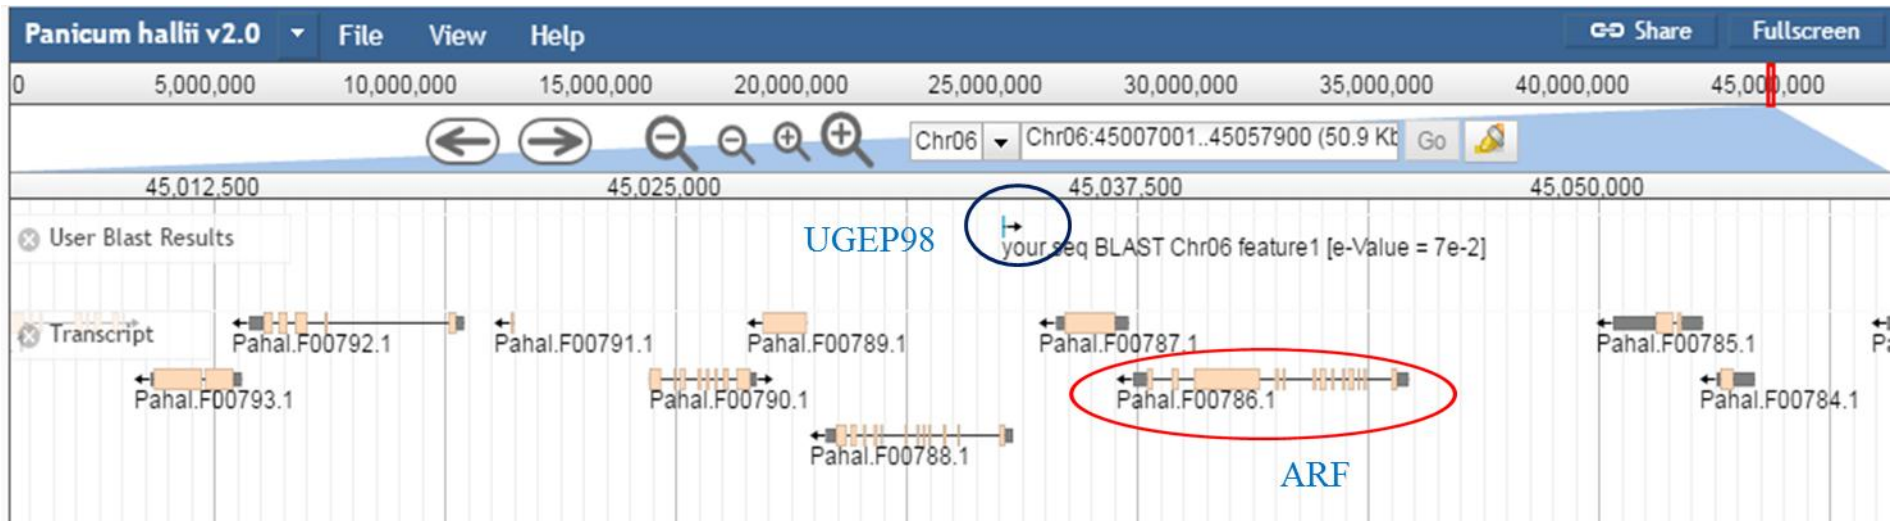 Panicum hallii v2.0 File View Help Share Fullscreen
0 5,000,000 10,000,000 15,000,000 20,000,000 25,000,000 30,000,000 35,000,000 40,000,000 45,000,000
Chr06 Chr06:45007001..45057900 (50.9 Kb Go
45,012,500 45,025,000 45,037,500 45,050,000
User Blast Results UGEP98
your seq BLAST Chr06 feature1 [e-Value = 7e-2]
Transcript
Pahal.F00792.1 Pahal.F00791.1 Pahal.F00789.1 Pahal.F00787.1 Pahal.F00785.1
Pahal.F00793.1 Pahal.F00790.1 Pahal.F00786.1 Pahal.F00784.1
Pahal.F00788.1
ARF